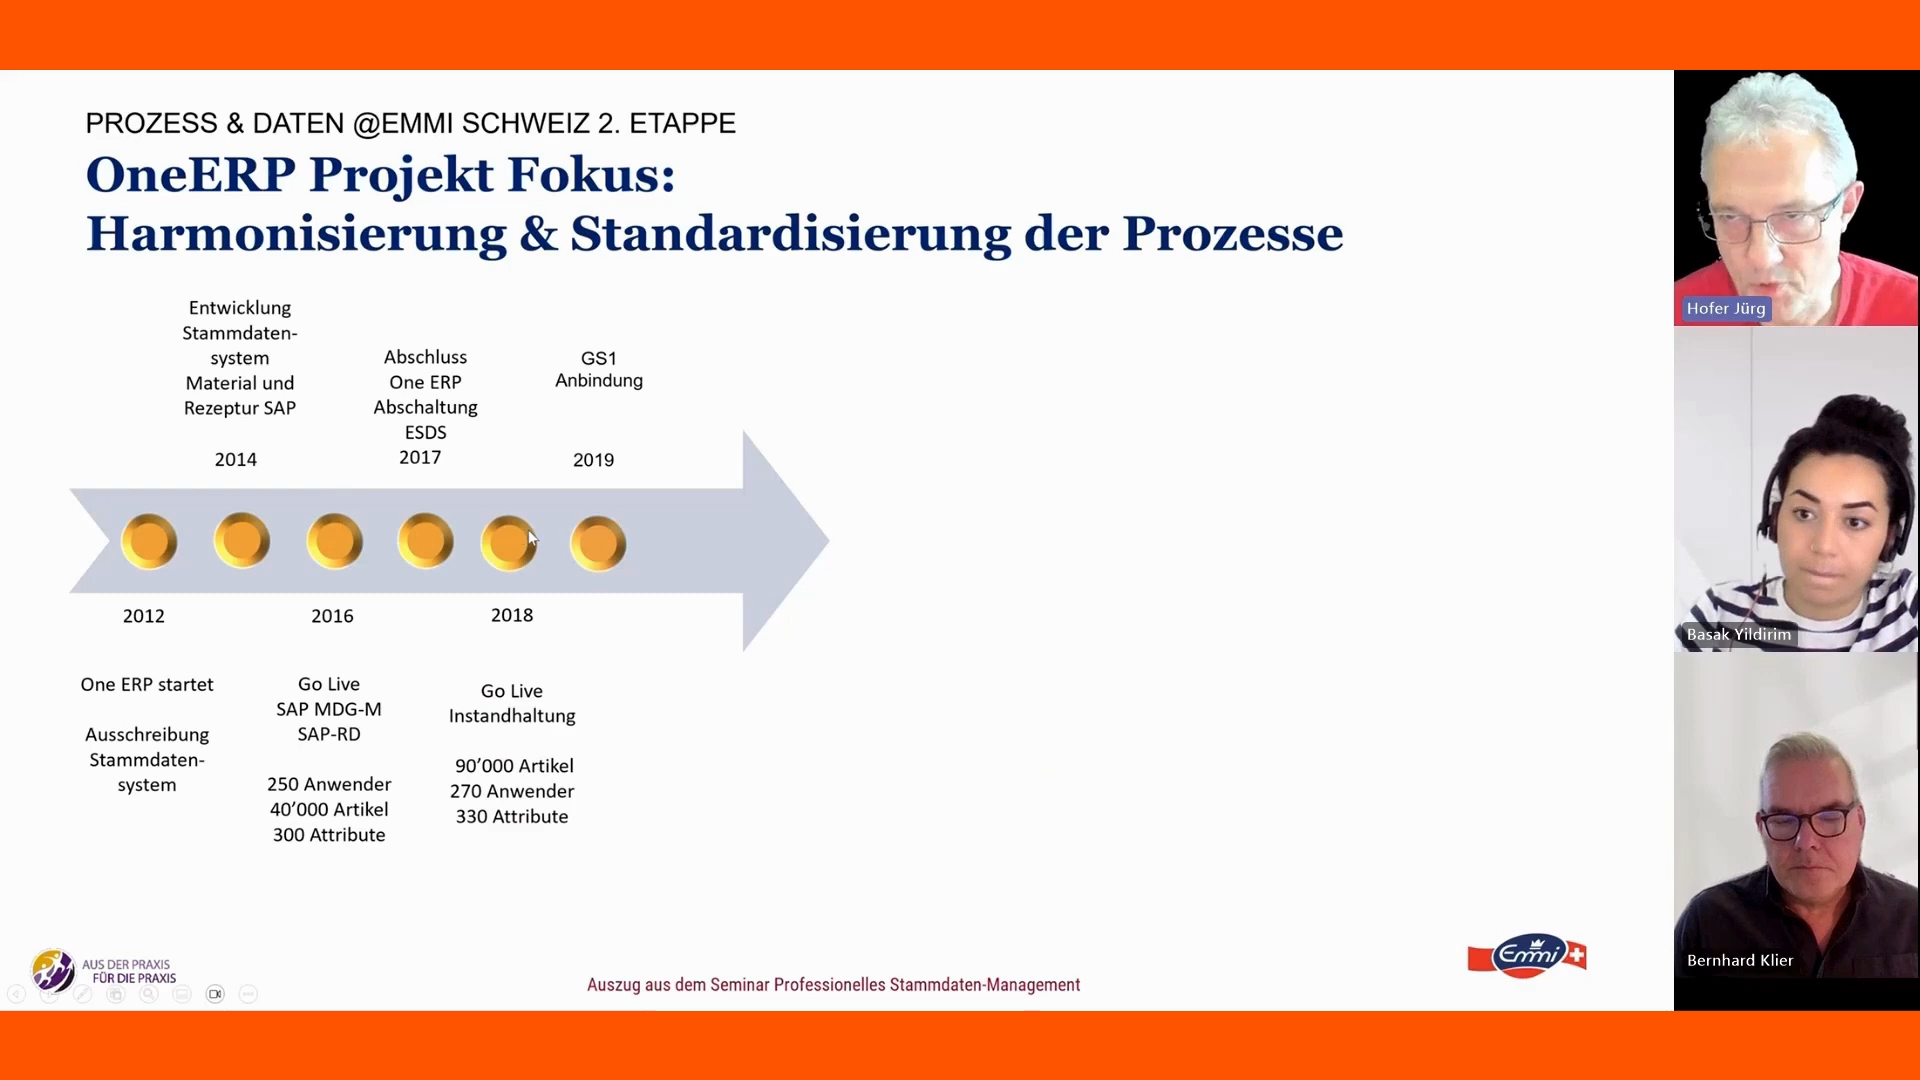 PROZESS & DATEN @EMMI SCHWEIZ 2. ETAPPE
OneERP Projekt Fokus:
Harmonisierung & Standardisierung der Prozesse
Entwicklung
Stammdaten-
system
Material und
Rezeptur SAP
2014
Abschluss
One ERP
Abschaltung
ESDS
2017
GS1
Anbindung
2019
2012
2016
2018
One ERP startet
Ausschreibung
Stammdaten-
system
Go Live
SAP MDG-M
SAP-RD
250 Anwender
40’000 Artikel
300 Attribute
Go Live
Instandhaltung
90’000 Artikel
270 Anwender
330 Attribute
AUS DER PRAXIS
FÜR DIE PRAXIS
Auszug aus dem Seminar Professionelles Stammdaten-Management
Emmi
Hofer Jürg
Basak Yildirim
Bernhard Klier